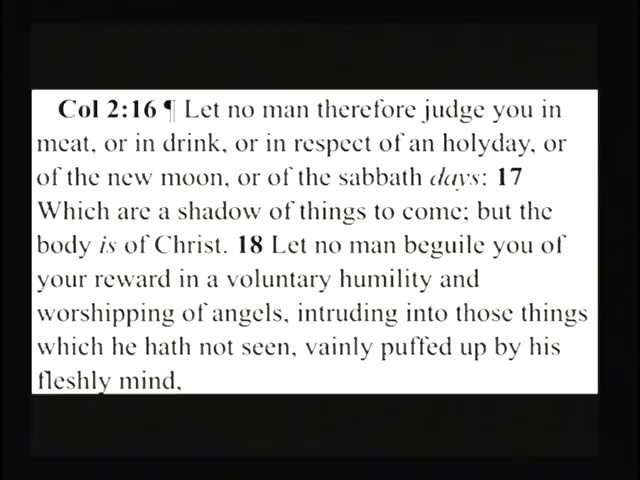 Col 2:16 ¶ Let no man therefore judge you in
meat, or in drink, or in respect of an holyday, or
of the new moon, or of the sabbath days: 17
Which are a shadow of things to come; but the
body is of Christ. 18 Let no man beguile you of
your reward in a voluntary humility and
worshipping of angels, intruding into those things
which he hath not seen, vainly puffed up by his
fleshly mind,